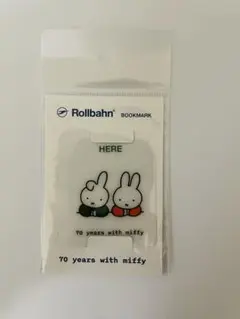 Rollbahn® BOOKMARK
HERE
70 years with miffy
70 years with miffy